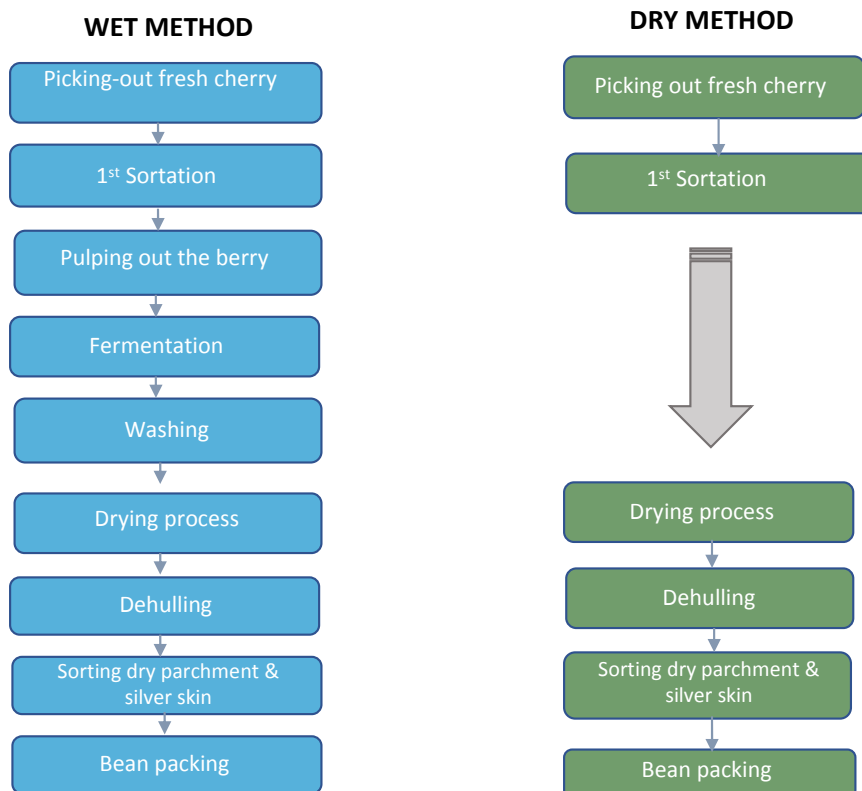 WET METHOD
Picking-out fresh cherry
1st Sortation
Pulping out the berry
Fermentation
Washing
Drying process
Dehulling
Sorting dry parchment &
silver skin
Bean packing
DRY METHOD
Picking out fresh cherry
1st Sortation
Drying process
Dehulling
Sorting dry parchment &
silver skin
Bean packing